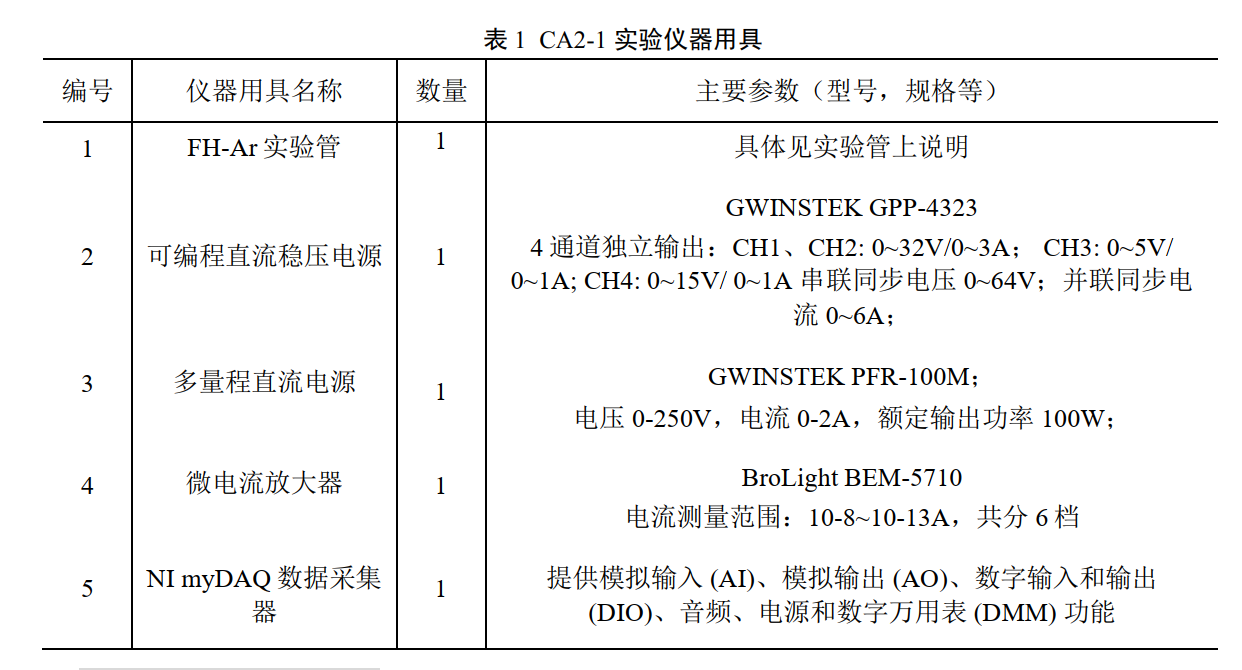 表 1 CA2-1 实验仪器用具
编号 仪器用具名称 数量 主要参数（型号，规格等）
1 FH-Ar 实验管 1 具体见实验管上说明
GWINSTEK GPP-4323
2 可编程直流稳压电源 1 4 通道独立输出：CH1、CH2: 0~32V/0~3A； CH3: 0~5V/
0~1A; CH4: 0~15V/ 0~1A 串联同步电压 0~64V；并联同步电
流 0~6A；
3 多量程直流电源 1 GWINSTEK PFR-100M；
电压 0-250V，电流 0-2A，额定输出功率 100W；
4 微电流放大器 1 BroLight BEM-5710
电流测量范围：10-8~10-13A，共分 6 档
5 NI myDAQ 数据采集
器 1 提供模拟输入 (AI)、模拟输出 (AO)、数字输入和输出
(DIO)、音频、电源和数字万用表 (DMM) 功能